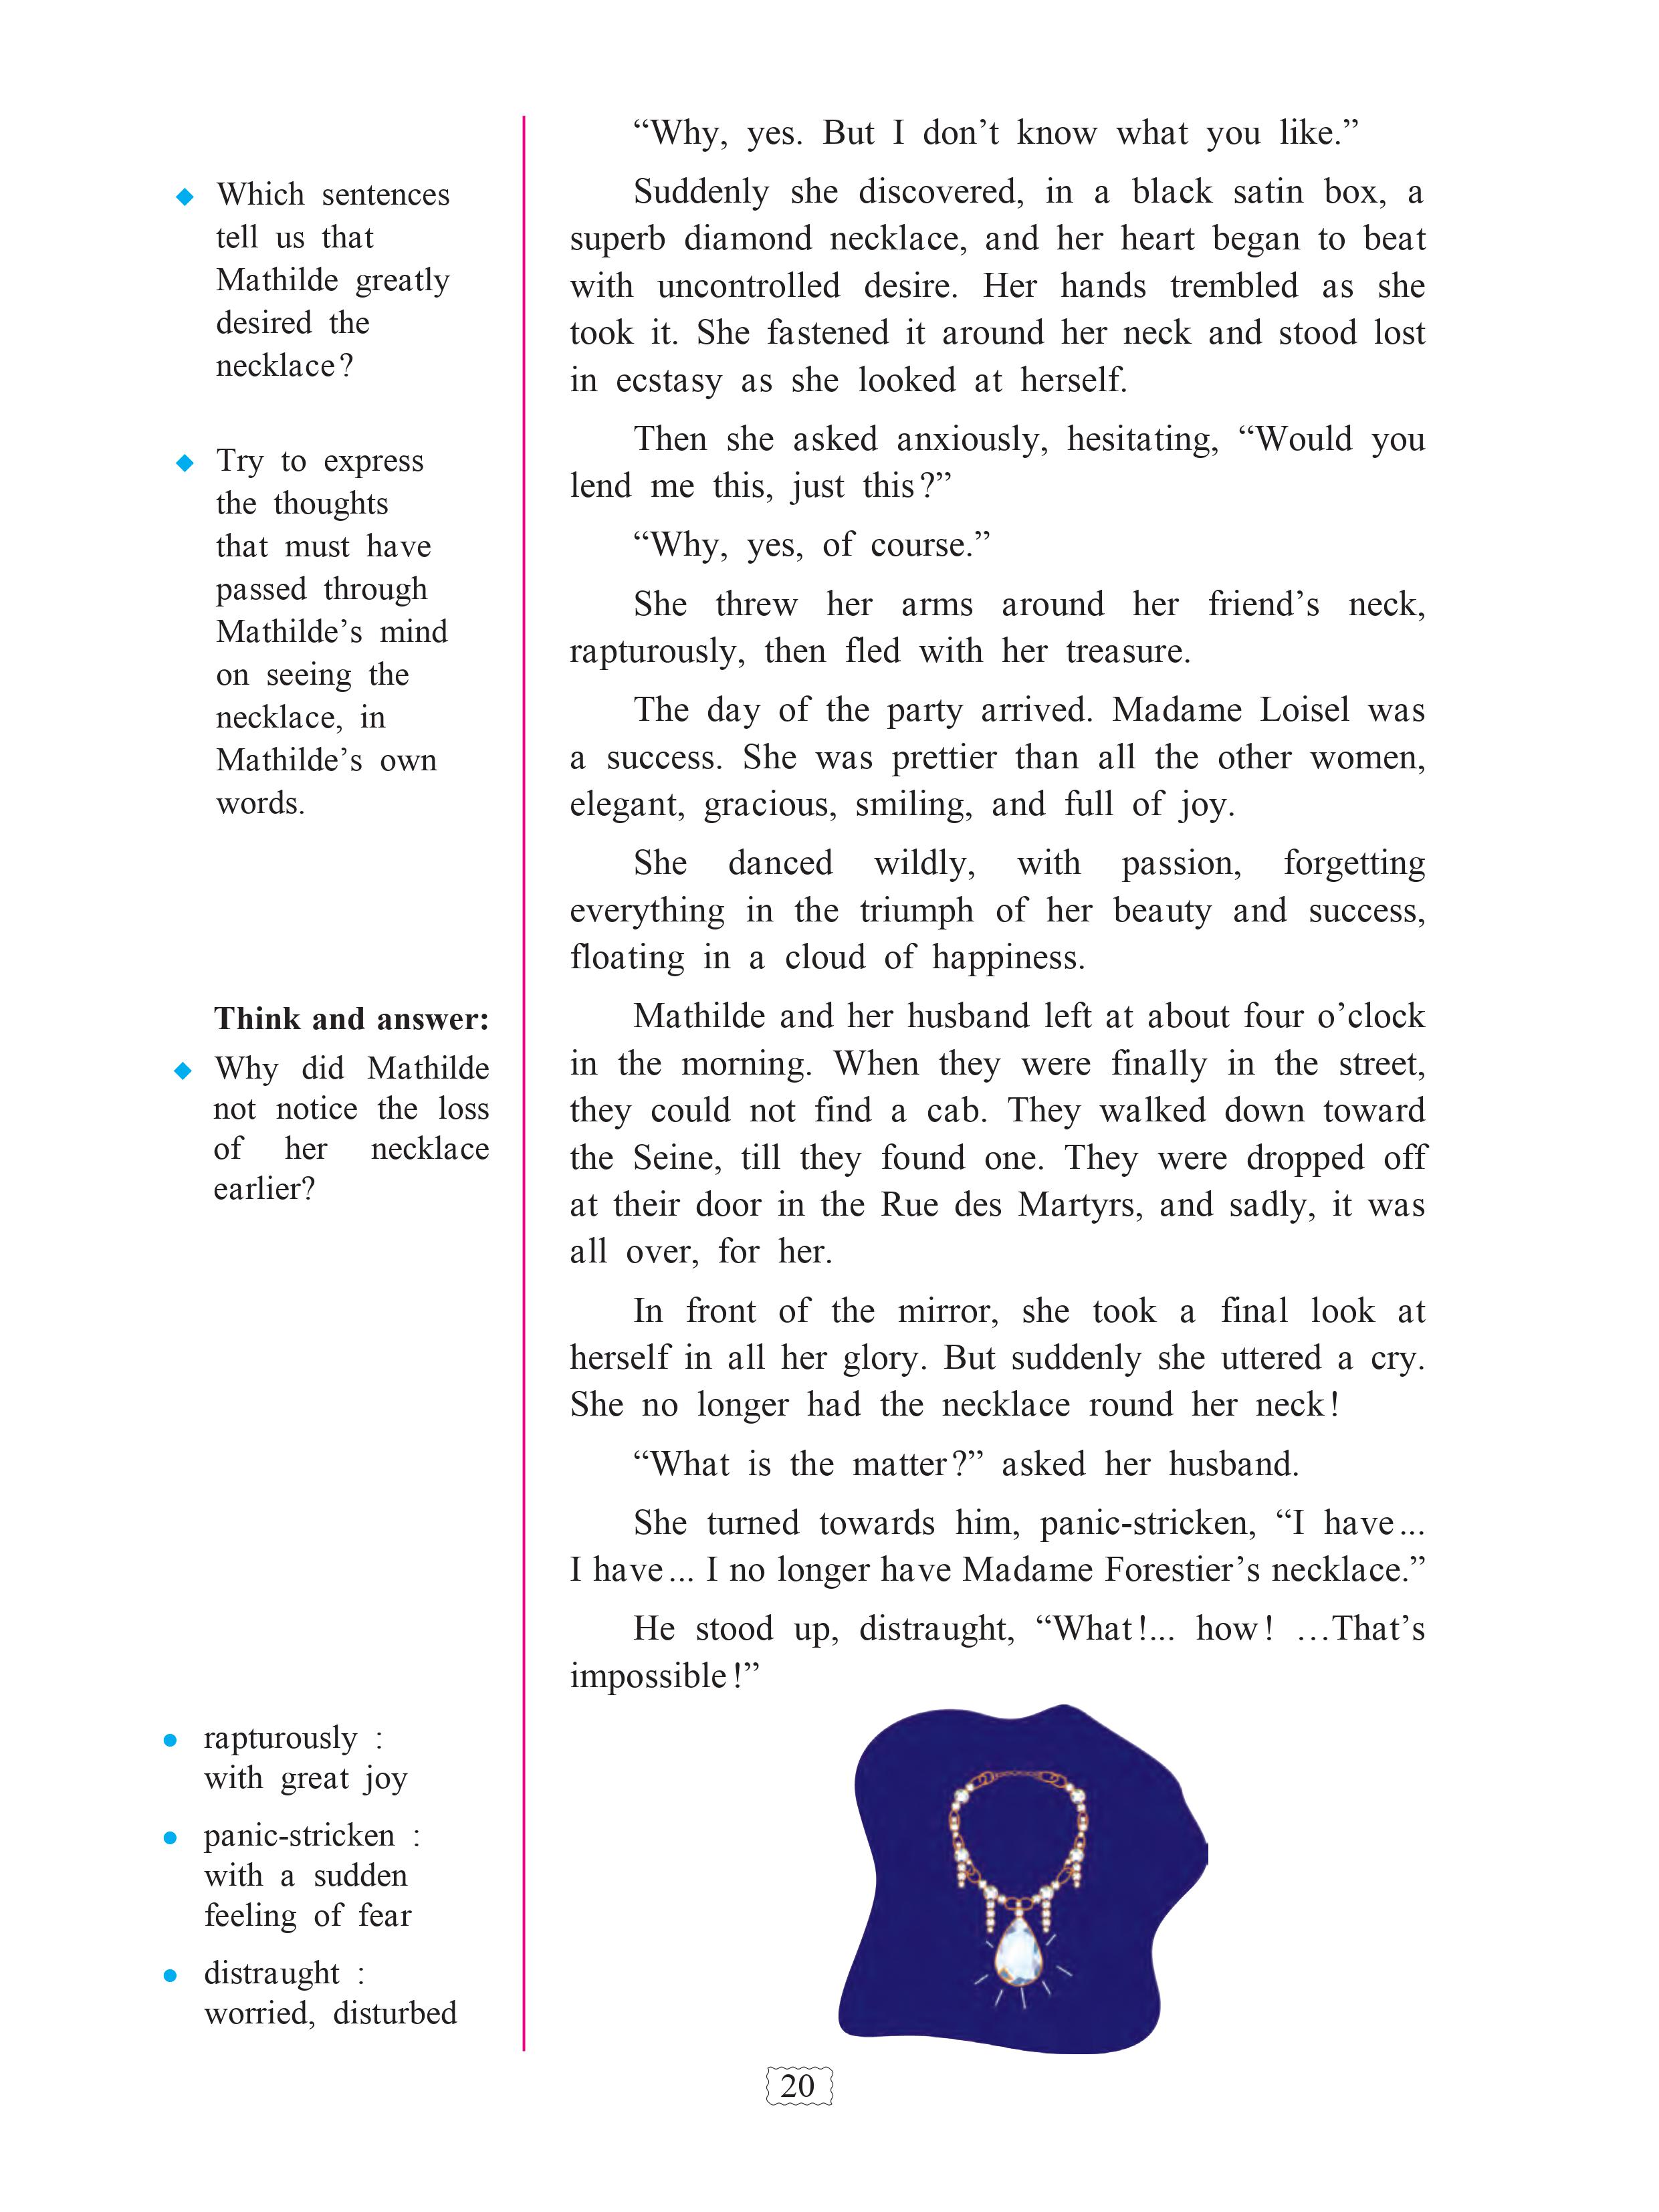 “Why, yes. But I don’t know what you like.”
Suddenly she discovered, in a black satin box, a
superb diamond necklace, and her heart began to beat
with uncontrolled desire. Her hands trembled as she
took it. She fastened it around her neck and stood lost
in ecstasy as she looked at herself.
Then she asked anxiously, hesitating, “Would you
lend me this, just this?”
“Why, yes, of course.”
She threw her arms around her friend’s neck,
rapturously, then fled with her treasure.
The day of the party arrived. Madame Loisel was
a success. She was prettier than all the other women,
elegant, gracious, smiling, and full of joy.
She danced wildly, with passion, forgetting
everything in the triumph of her beauty and success,
floating in a cloud of happiness.
Mathilde and her husband left at about four o’clock
in the morning. When they were finally in the street,
they could not find a cab. They walked down toward
the Seine, till they found one. They were dropped off
at their door in the Rue des Martyrs, and sadly, it was
all over, for her.
In front of the mirror, she took a final look at
herself in all her glory. But suddenly she uttered a cry.
She no longer had the necklace round her neck!
“What is the matter?” asked her husband.
She turned towards him, panic-stricken, “I have...
I have... I no longer have Madame Forestier’s necklace.”
He stood up, distraught, “What!... how! ...That’s
impossible!”
◆ Which sentences
tell us that
Mathilde greatly
desired the
necklace?
◆ Try to express
the thoughts
that must have
passed through
Mathilde’s mind
on seeing the
necklace, in
Mathilde’s own
words.
Think and answer:
◆ Why did Mathilde
not notice the loss
of her necklace
earlier?
● rapturously :
with great joy
● panic-stricken :
with a sudden
feeling of fear
● distraught :
worried, disturbed
20